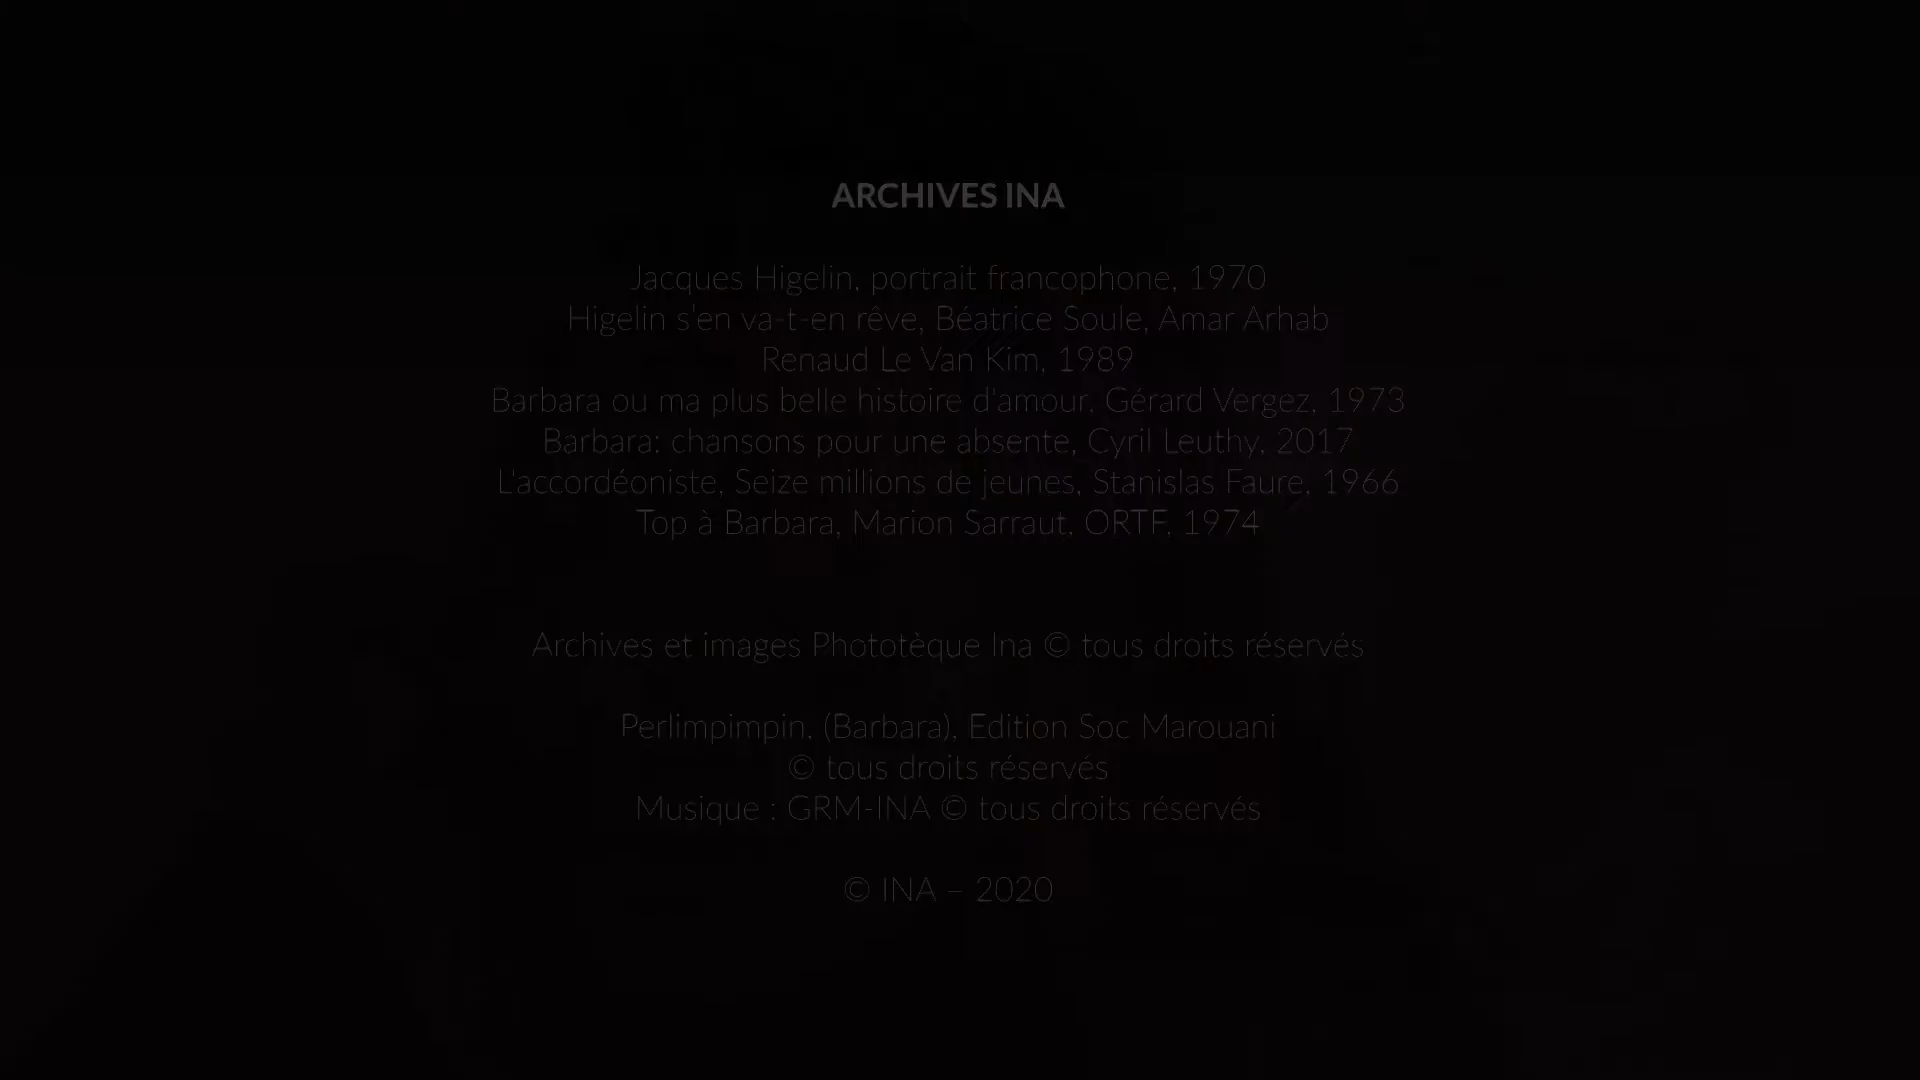 ARCHIVES INA
Jacques Higelin, portrait francophone, 1970
Higelin s'en va-t-en rêve, Béatrice Soule, Amar Arhab
Renaud Le Van Kim, 1989
Barbara ou ma plus belle histoire d'amour, Gérard Vergez, 1973
Barbara: chansons pour une absente, Cyril Leuthy, 2017
L'accordéoniste, Seize millions de jeunes, Stanislas Faure, 1966
Top à Barbara, Marion Sarraut, ORTF, 1974
Archives et images Phototèque Ina © tous droits réservés
Perlimpimpin, (Barbara), Edition Soc Marouani
© tous droits réservés
Musique : GRM-INA © tous droits réservés
© INA – 2020